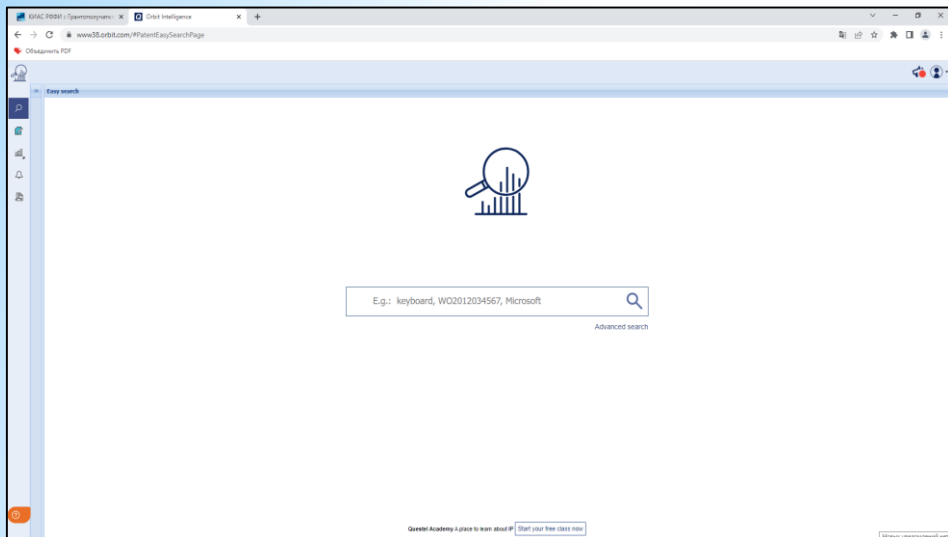 КИАС РФФИ :: Грантополучате
Orbit Intelligence
www38.orbit.com/#PatentEasySearchPage
Объединить PDF
Easy search
E.g.: keyboard, WO2012034567, Microsoft
Advanced search
Questel Academy A place to learn about IP Start your free class now